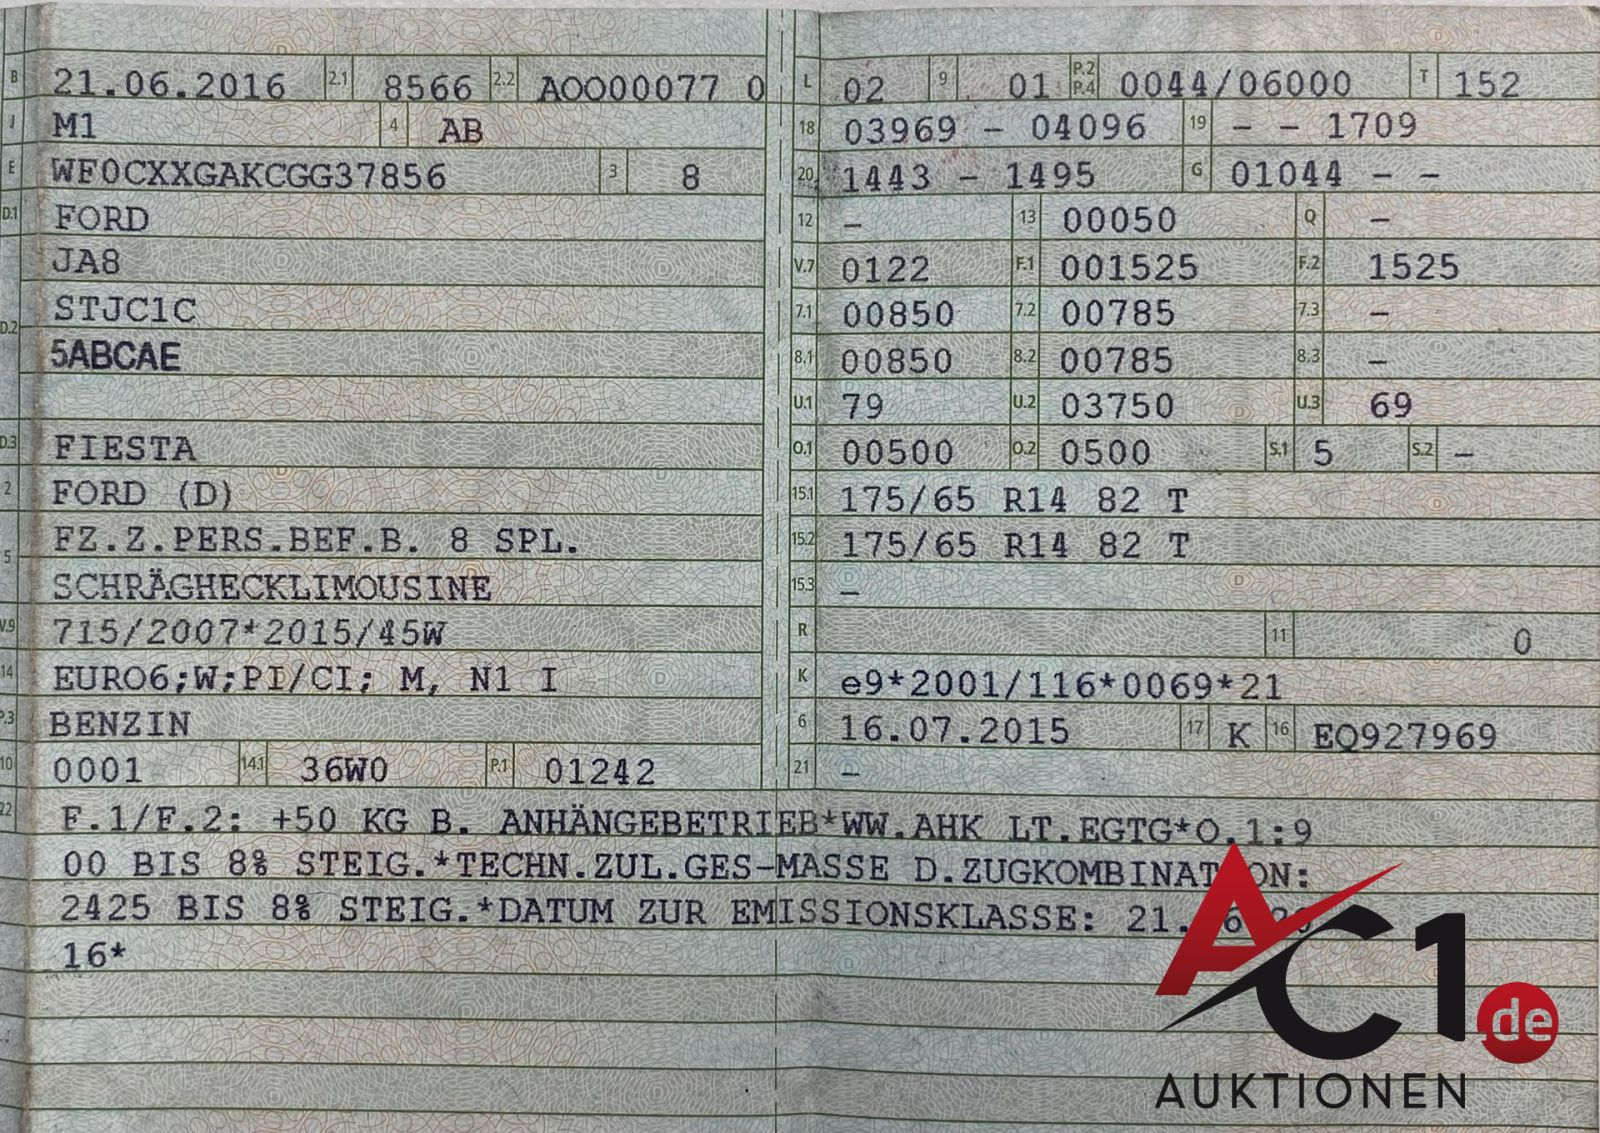 B 21.06.2016 2.1 8566 2.2 AOO00077 0
J M1 4 AB
E WF0CXXGAKCGG37856 3 8
D.1 FORD
JA8
D.2 STJC1C
5ABCAE
D.3 FIESTA
2 FORD (D)
5 FZ.Z.PERS.BEF.B. 8 SPL.
SCHRÄGHECKLIMOUSINE
V.9 715/2007*2015/45W
14 EURO6;W;PI/CI; M, N1 I
P.3 BENZIN
10 0001 14.1 36W0 P.1 01242
L 02 9 01 P.2 P.4 0044/06000 T 152
18 03969 - 04096 19 - - 1709
20 1443 - 1495 G 01044 - -
12 - 13 00050 Q -
V.7 0122 F.1 001525 F.2 1525
7.1 00850 7.2 00785 7.3 -
8.1 00850 8.2 00785 8.3 -
U.1 79 U.2 03750 U.3 69
O.1 00500 O.2 0500 S.1 5 S.2 -
15.1 175/65 R14 82 T
15.2 175/65 R14 82 T
15.3 -
R 11 0
K e9*2001/116*0069*21
6 16.07.2015 17 K 16 EQ927969
21 -
22 F.1/F.2: +50 KG B. ANHÄNGEBETRIEB*WW.AHK LT.EGTG*O.1:9
00 BIS 8% STEIG.*TECHN.ZUL.GES-MASSE D.ZUGKOMBINATION:
2425 BIS 8% STEIG.*DATUM ZUR EMISSIONSKLASSE: 21.06.20
16*
AC1.de
AUKTIONEN